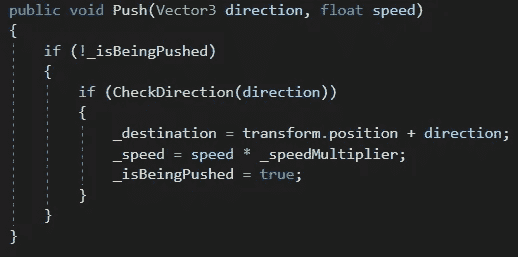 public void Push(Vector3 direction, float speed)
{
    if (!_isBeingPushed)
    {
        if (CheckDirection(direction))
        {
            _destination = transform.position + direction;
            _speed = speed * _speedMultiplier;
            _isBeingPushed = true;
        }
    }
}